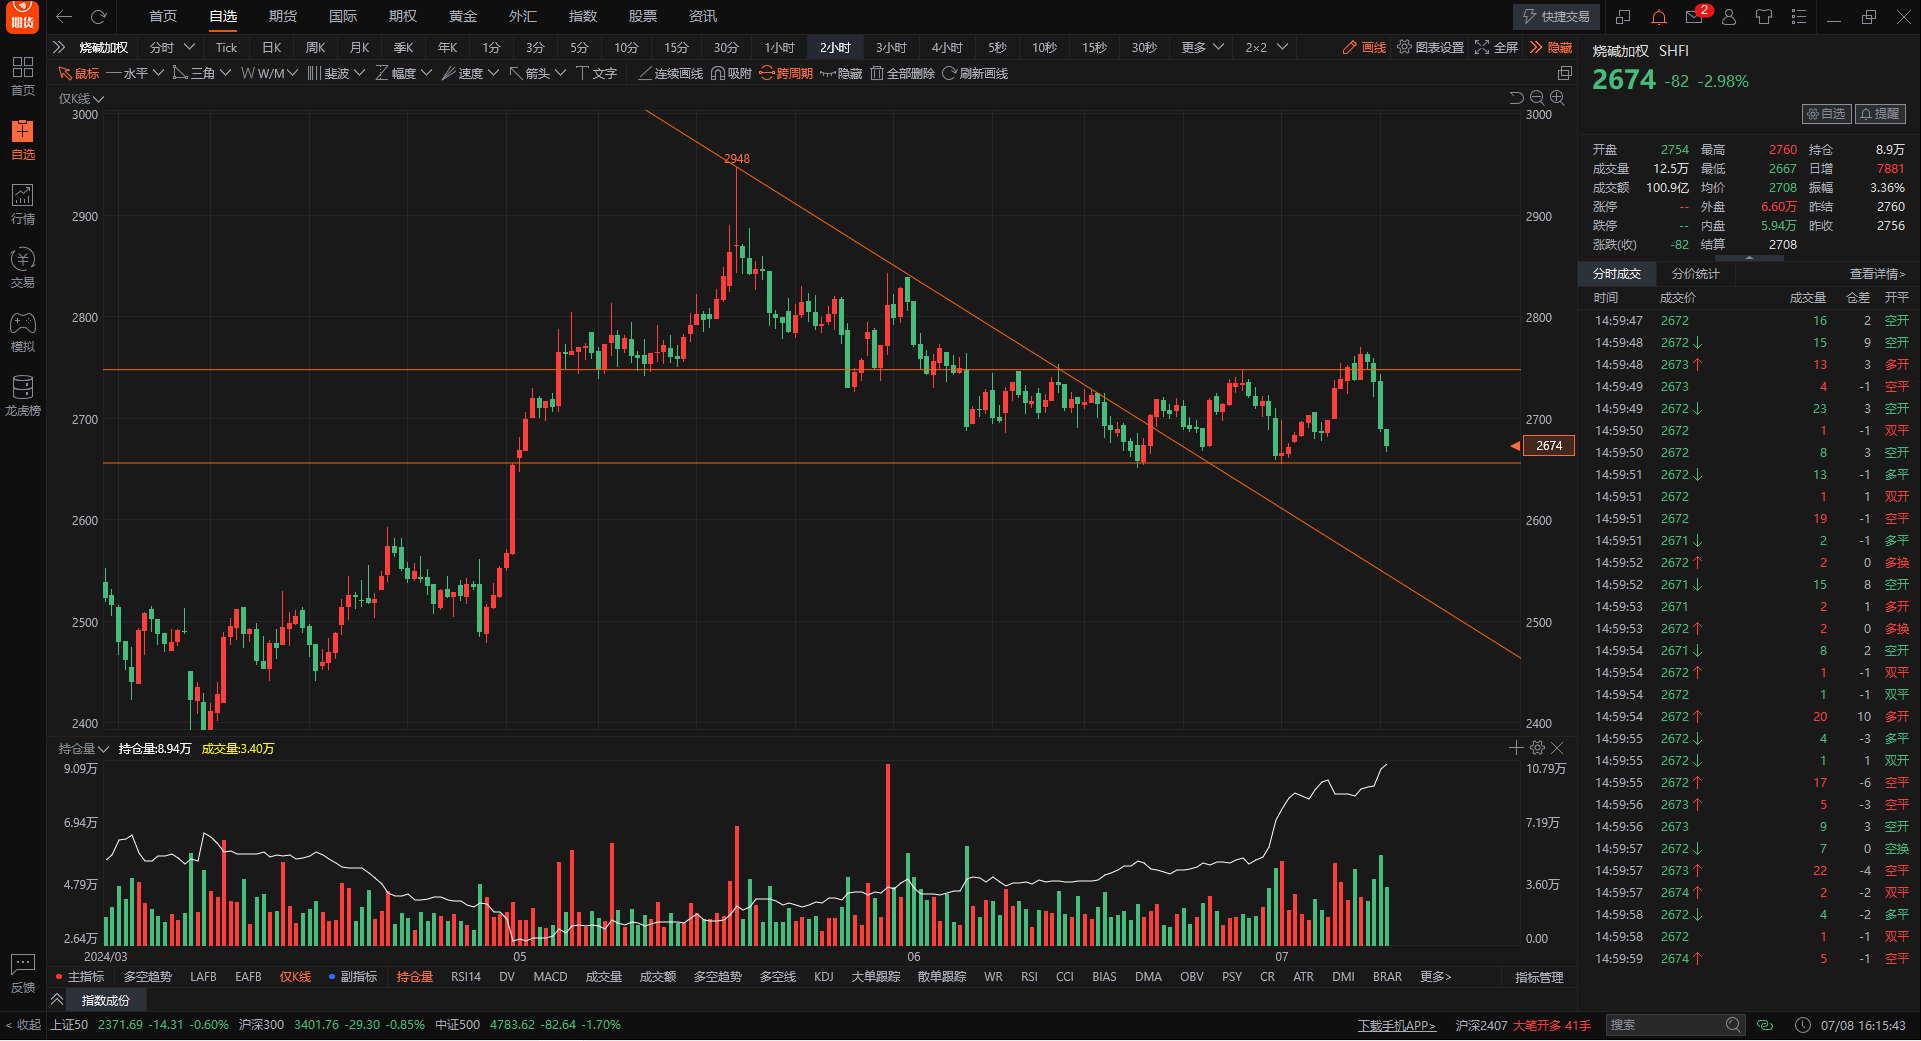 期货
首页 自选 期货 国际 期权 黄金 外汇 指数 股票 资讯
快捷交易 2
烧碱加权 分时 Tick 日K 周K 月K 季K 年K 1分 3分 5分 10分 15分 30分 1小时 2小时 3小时 4小时 5秒 10秒 15秒 30秒 更多 2×2 画线 图表设置 全屏 隐藏
鼠标 水平 三角 W/M 斐波 幅度 速度 箭头 文字 连续画线 吸附 跨周期 隐藏 全部删除 刷新画线
首页
自选
行情
交易
模拟
龙虎榜
反馈
< 收起
仅K线
3000 3000
2948
2900 2900
2800 2800
2700 2700
2674
2600 2600
2500 2500
2400 2400
持仓量 持仓量:8.94万 成交量:3.40万
9.09万 10.79万
6.94万 7.19万
4.79万 3.60万
2.64万 0.00
2024/03 05 06 07
主指标 多空趋势 LAFB EAFB 仅K线 副指标 持仓量 RSI14 DV MACD 成交量 成交额 多空趋势 多空线 KDJ 大单跟踪 散单跟踪 WR RSI CCI BIAS DMA OBV PSY CR ATR DMI BRAR 更多> 指标管理
指数成份
烧碱加权 SHFI
2674 -82 -2.98%
自选 提醒
开盘 2754 最高 2760 持仓 8.9万
成交量 12.5万 最低 2667 日增 7881
成交额 100.9亿 均价 2708 振幅 3.36%
涨停 -- 外盘 6.60万 昨结 2760
跌停 -- 内盘 5.94万 昨收 2756
涨跌(收) -82 结算 2708
分时成交 分价统计 查看详情>
时间 成交价 成交量 仓差 开平
14:59:47 2672 16 2 空开
14:59:48 2672↓ 15 9 空开
14:59:48 2673↑ 13 3 多开
14:59:49 2673 4 -1 空平
14:59:49 2672↓ 23 3 空开
14:59:50 2672 1 -1 双平
14:59:50 2672 8 3 空开
14:59:51 2672↓ 13 -1 多平
14:59:51 2672 1 1 双开
14:59:51 2672 19 -1 空平
14:59:51 2671↓ 2 -1 多平
14:59:52 2672↑ 2 0 多换
14:59:52 2671↓ 15 8 空开
14:59:53 2671 2 1 多开
14:59:53 2672↑ 2 0 多换
14:59:54 2671↓ 8 2 空开
14:59:54 2672↑ 1 -1 双平
14:59:54 2672 1 -1 双平
14:59:54 2672↑ 20 10 多开
14:59:55 2672↓ 4 -3 多平
14:59:55 2672↓ 1 1 双开
14:59:55 2672↑ 17 -6 空平
14:59:56 2673↑ 5 -3 空平
14:59:56 2673 9 3 空开
14:59:57 2672↓ 7 0 空换
14:59:57 2673↑ 22 -4 空平
14:59:57 2674↑ 2 -2 双平
14:59:58 2672↓ 4 -2 多平
14:59:58 2672 1 -1 双平
14:59:59 2674↑ 5 -1 空平
上证50 2371.69 -14.31 -0.60% 沪深300 3401.76 -29.30 -0.85% 中证500 4783.62 -82.64 -1.70% 下载手机APP> 沪深2407 大笔开多 41手 搜索 07/08 16:15:43